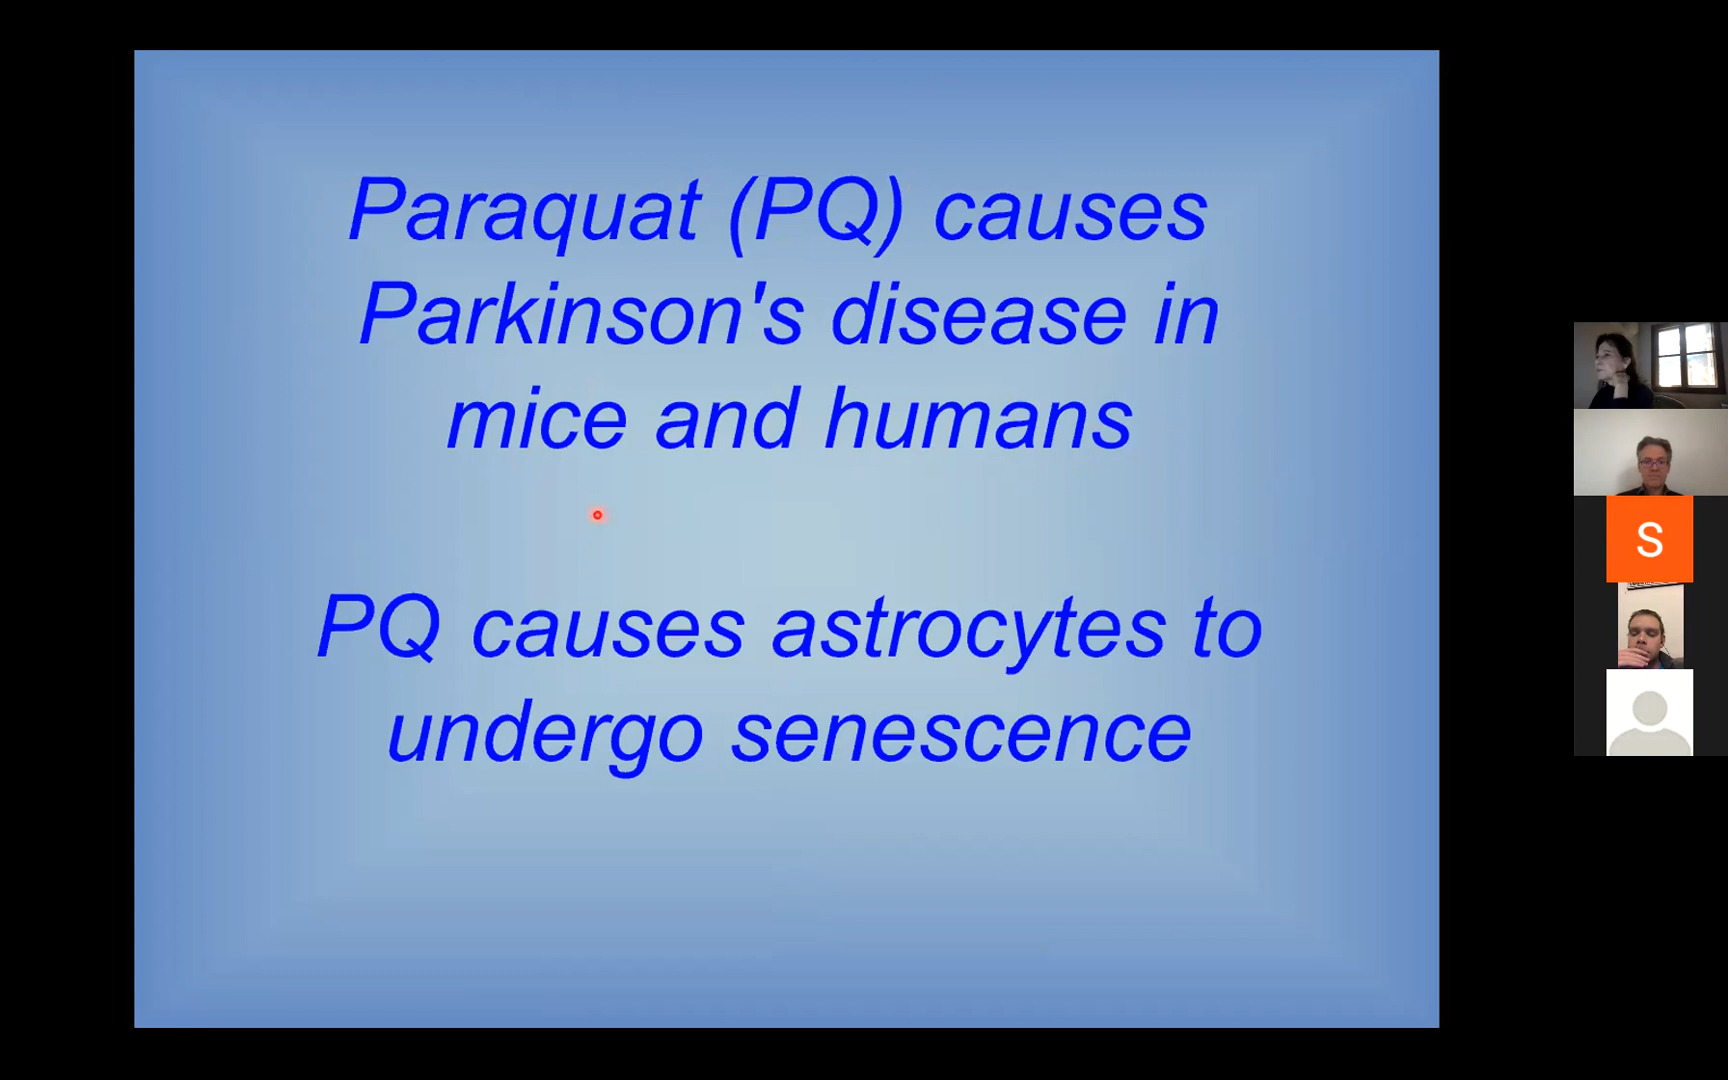 Paraquat (PQ) causes
Parkinson's disease in
mice and humans
PQ causes astrocytes to
undergo senescence
S